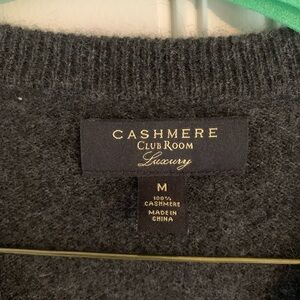 CASHMERE
CLUB ROOM
Luxury
M
100%
CASHMERE
MADE IN
CHINA